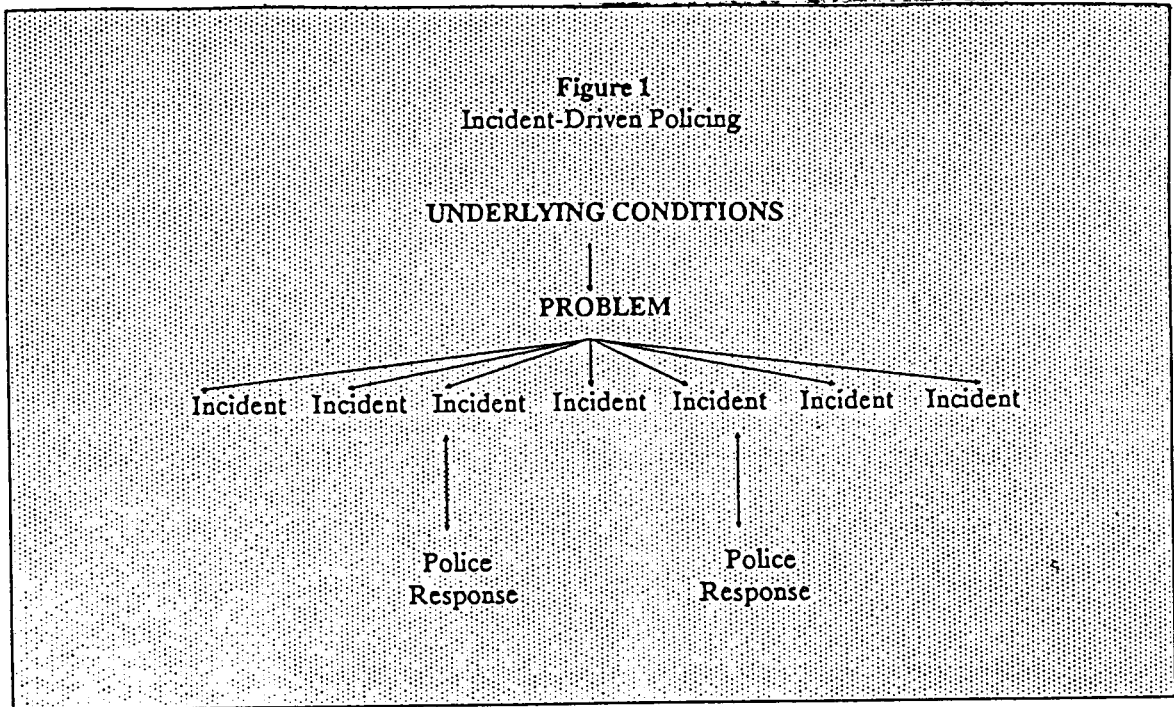 Figure 1
Incident-Driven Policing
UNDERLYING CONDITIONS
PROBLEM
Incident Incident Incident Incident Incident Incident Incident
Police Police
Response Response
5